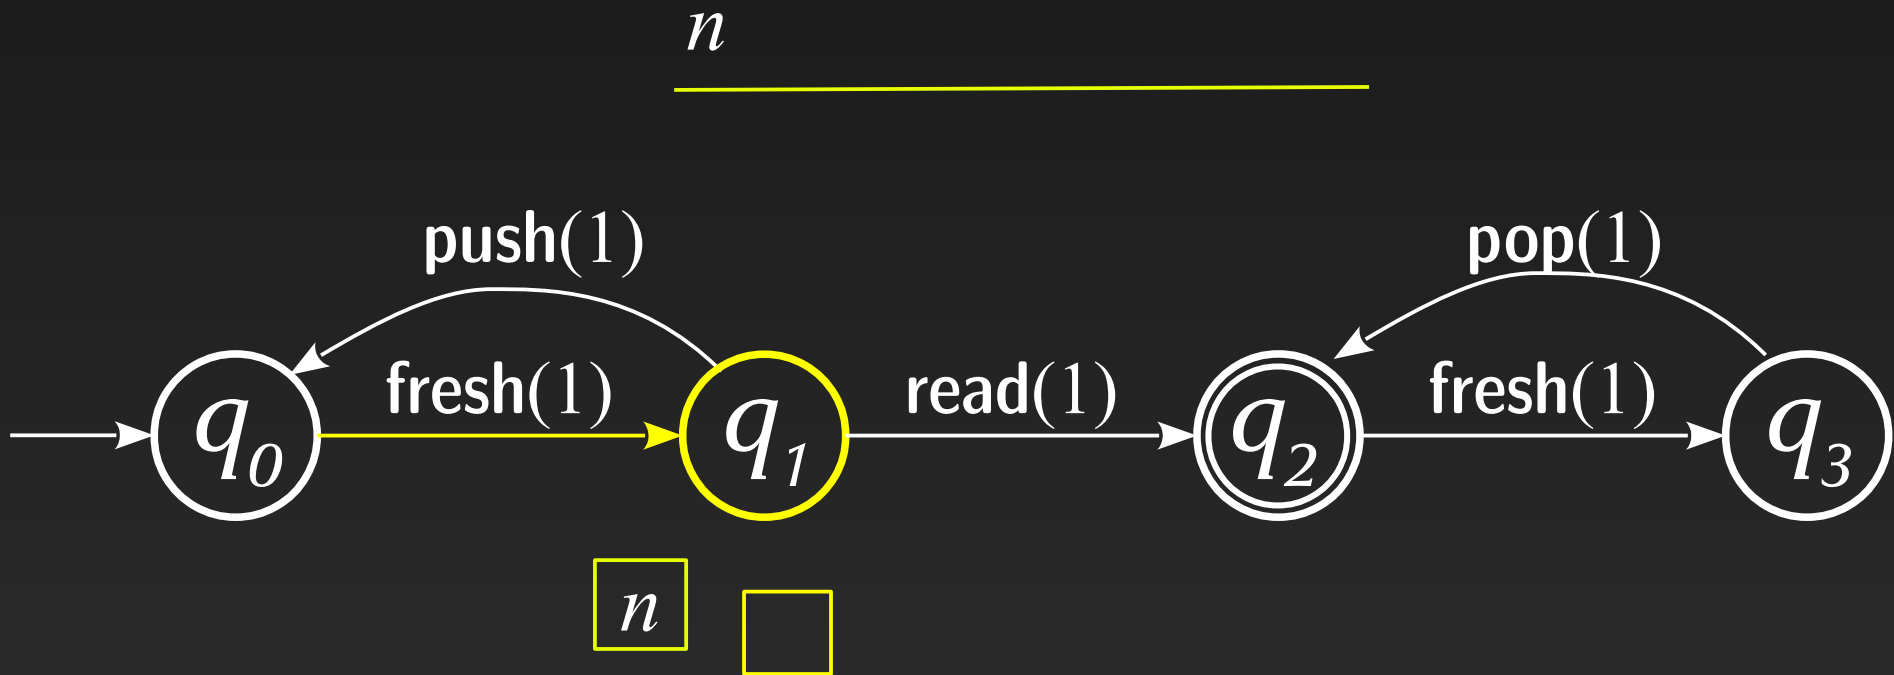 n
push(1) pop(1)
fresh(1) read(1) fresh(1)
q0 q1 q2 q3
n